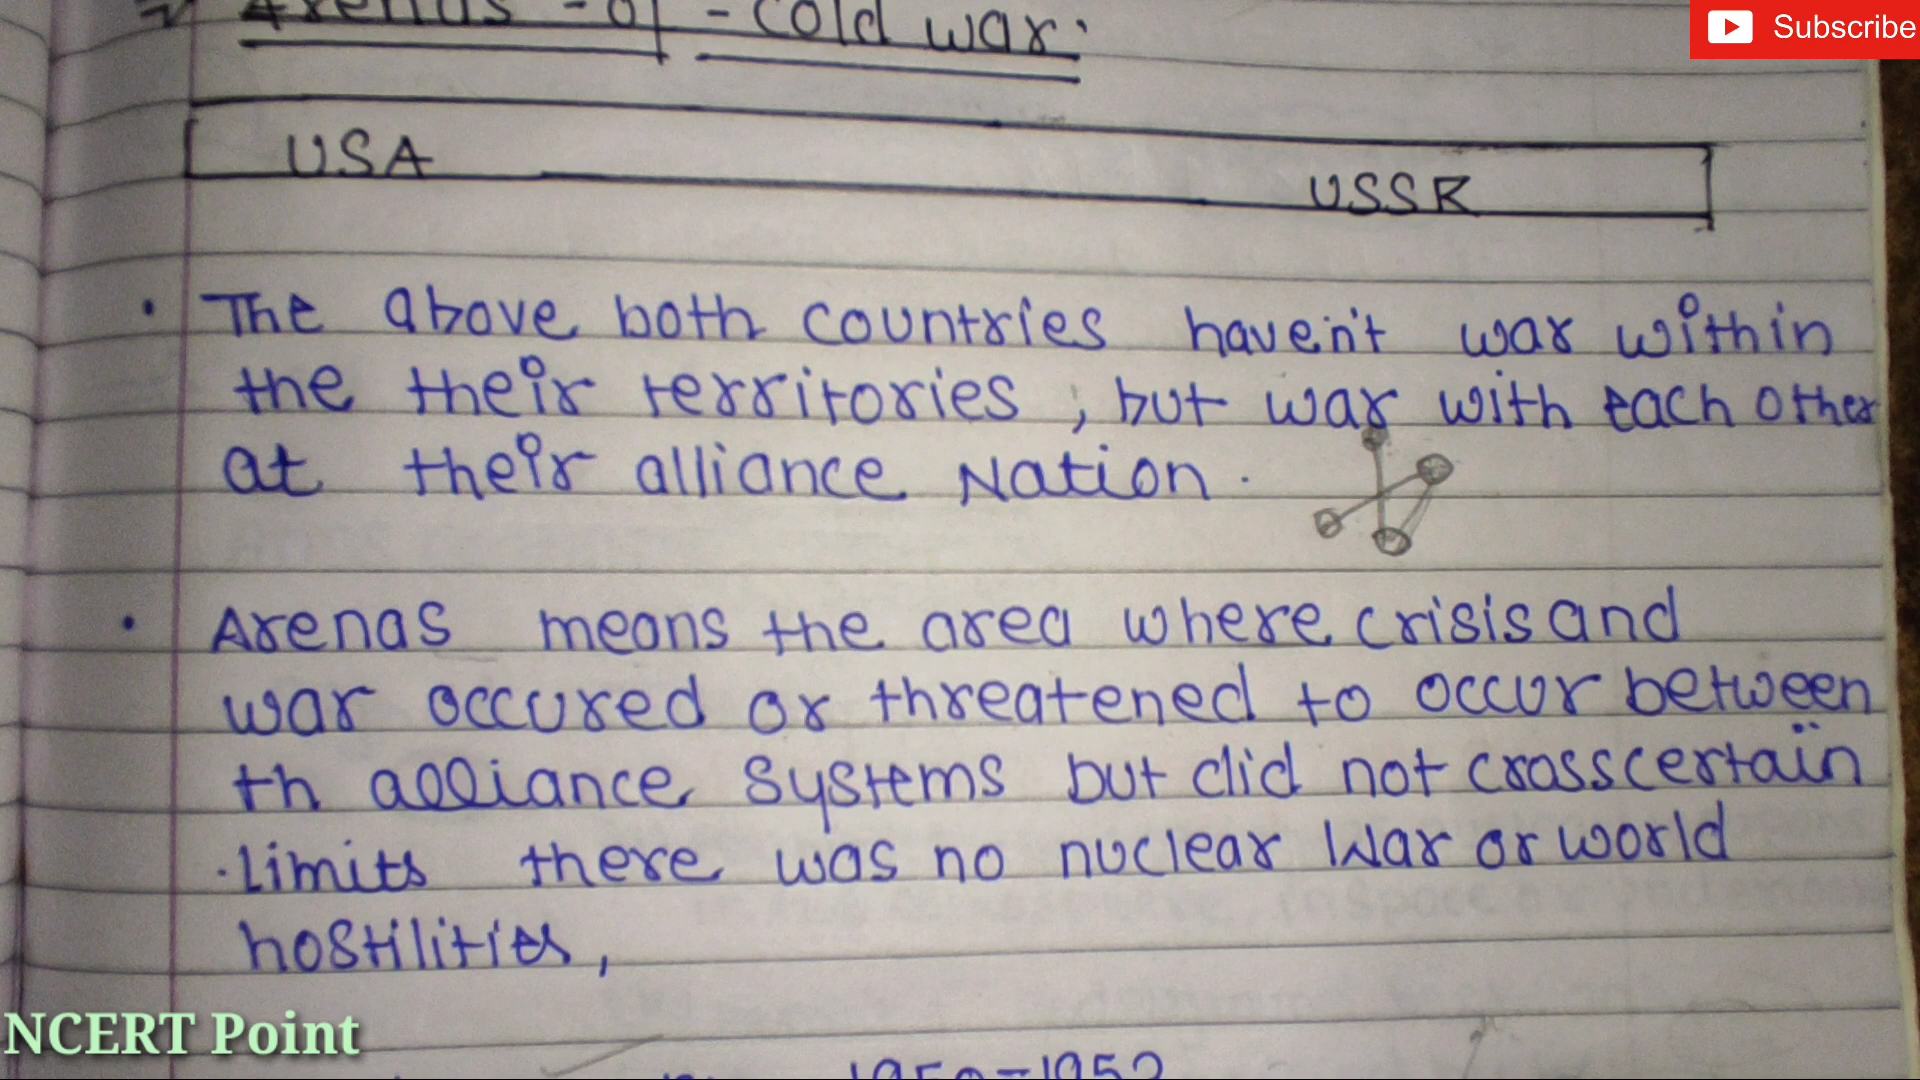 Arenas - of - Cold war.
Subscribe
USA
USSR
• The above both countries haven't war within
the their territories, but war with each other
at their alliance Nation.
• Arenas means the area where crisis and
war occured or threatened to occur between
th alliance systems but did not cross certain
limits there was no nuclear War or world
hostilities,
NCERT Point
1950-1952